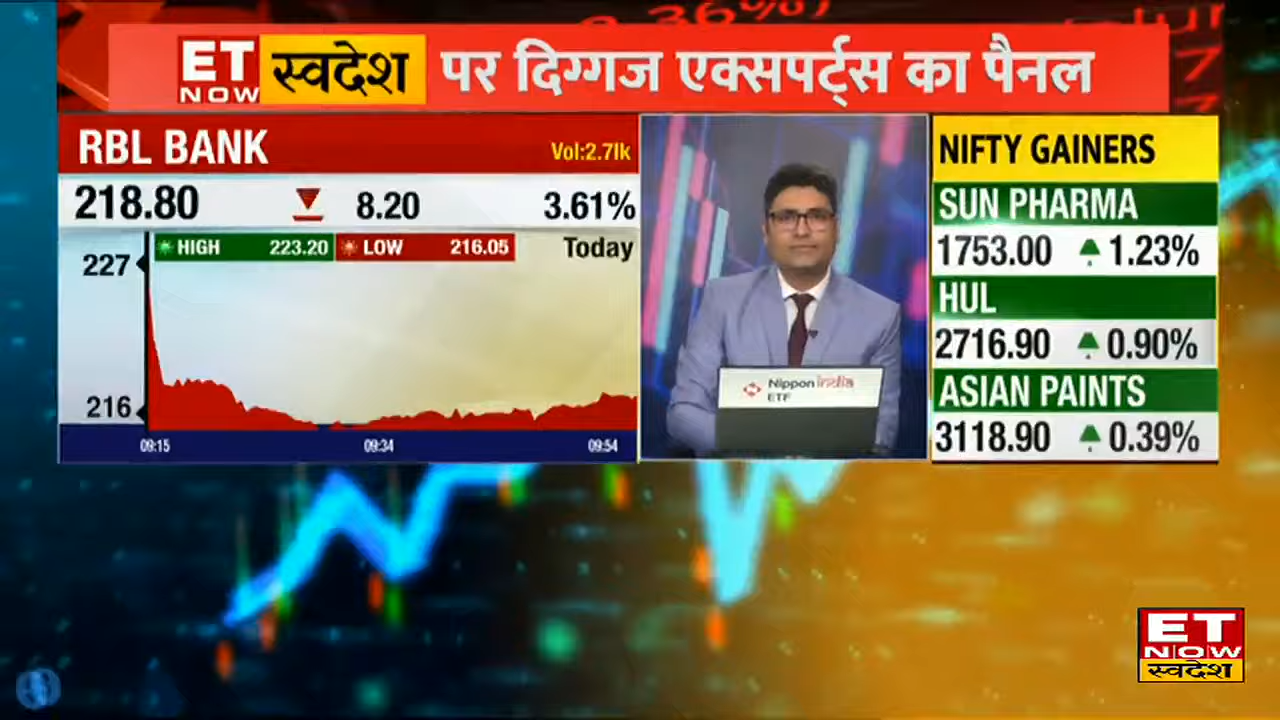 ET NOW स्वदेश पर दिग्गज एक्सपर्ट्स का पैनल
RBL BANK Vol:2.71k
218.80 8.20 3.61%
HIGH 223.20 LOW 216.05 Today
227
216
09:15 09:34 09:54
Nippon india
ETF
NIFTY GAINERS
SUN PHARMA
1753.00 1.23%
HUL
2716.90 0.90%
ASIAN PAINTS
3118.90 0.39%
ET
NOW
स्वदेश